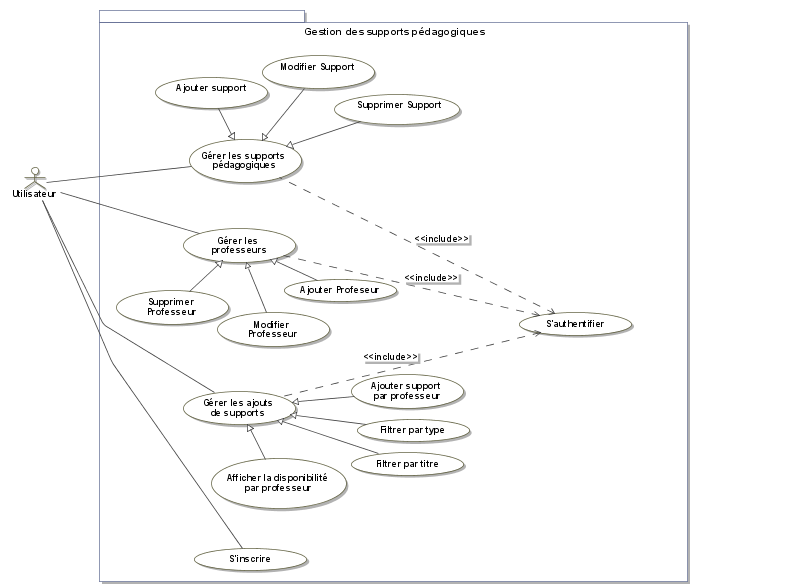 Gestion des supports pédagogiques
Modifier Support
Ajouter support
Supprimer Support
Gérer les supports
pédagogiques
Utilisateur
<<include>>
Gérer les
professeurs
<<include>>
Ajouter Profeseur
Supprimer
Professeur
Modifier
Professeur
S'authentifier
<<include>>
Ajouter support
par professeur
Gérer les ajouts
de supports
Filtrer par type
Filtrer par titre
Afficher la disponibilité
par professeur
S'inscrire